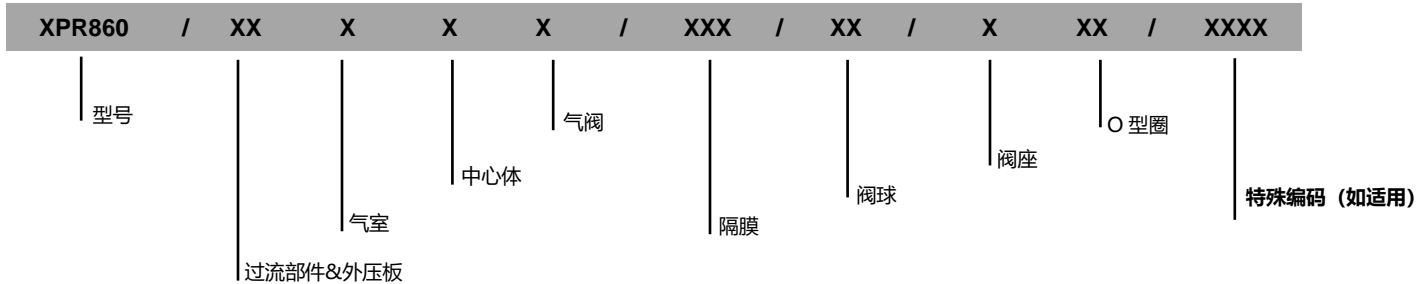 XPR860 / XX X X X / XXX / XX / X XX / XXXX
型号
气阀
O 型圈
阀座
中心体
阀球
特殊编码（如适用）
气室
隔膜
过流部件&外压板